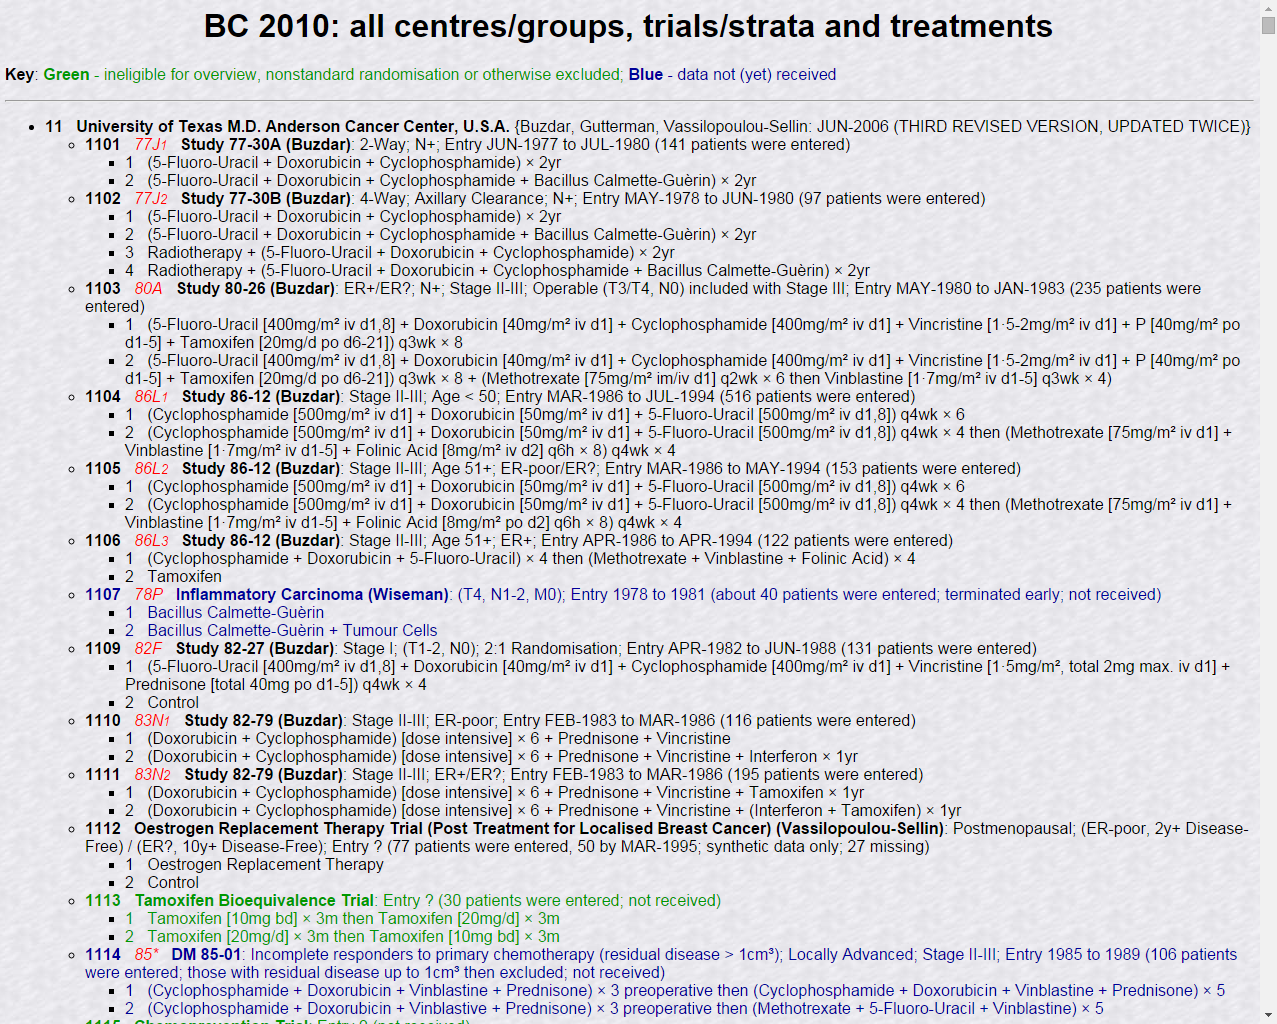 BC 2010: all centres/groups, trials/strata and treatments
Key: Green - ineligible for overview, nonstandard randomisation or otherwise excluded; Blue - data not (yet) received
11 University of Texas M.D. Anderson Cancer Center, U.S.A. {Buzdar, Gutterman, Vassilopoulou-Sellin: JUN-2006 (THIRD REVISED VERSION, UPDATED TWICE)}
1101 77J1 Study 77-30A (Buzdar): 2-Way; N+; Entry JUN-1977 to JUL-1980 (141 patients were entered)
1 (5-Fluoro-Uracil + Doxorubicin + Cyclophosphamide) × 2yr
2 (5-Fluoro-Uracil + Doxorubicin + Cyclophosphamide + Bacillus Calmette-Guèrin) × 2yr
1102 77J2 Study 77-30B (Buzdar): 4-Way; Axillary Clearance; N+; Entry MAY-1978 to JUN-1980 (97 patients were entered)
1 (5-Fluoro-Uracil + Doxorubicin + Cyclophosphamide) × 2yr
2 (5-Fluoro-Uracil + Doxorubicin + Cyclophosphamide + Bacillus Calmette-Guèrin) × 2yr
3 Radiotherapy + (5-Fluoro-Uracil + Doxorubicin + Cyclophosphamide) × 2yr
4 Radiotherapy + (5-Fluoro-Uracil + Doxorubicin + Cyclophosphamide + Bacillus Calmette-Guèrin) × 2yr
1103 80A Study 80-26 (Buzdar): ER+/ER?; N+; Stage II-III; Operable (T3/T4, N0) included with Stage III; Entry MAY-1980 to JAN-1983 (235 patients were
entered)
1 (5-Fluoro-Uracil [400mg/m² iv d1,8] + Doxorubicin [40mg/m² iv d1] + Cyclophosphamide [400mg/m² iv d1] + Vincristine [1·5-2mg/m² iv d1] + P [40mg/m² po
d1-5] + Tamoxifen [20mg/d po d6-21]) q3wk × 8
2 (5-Fluoro-Uracil [400mg/m² iv d1,8] + Doxorubicin [40mg/m² iv d1] + Cyclophosphamide [400mg/m² iv d1] + Vincristine [1·5-2mg/m² iv d1] + P [40mg/m² po
d1-5] + Tamoxifen [20mg/d po d6-21]) q3wk × 8 + (Methotrexate [75mg/m² im/iv d1] q2wk × 6 then Vinblastine [1·7mg/m² iv d1-5] q3wk × 4)
1104 86L1 Study 86-12 (Buzdar): Stage II-III; Age < 50; Entry MAR-1986 to JUL-1994 (516 patients were entered)
1 (Cyclophosphamide [500mg/m² iv d1] + Doxorubicin [50mg/m² iv d1] + 5-Fluoro-Uracil [500mg/m² iv d1,8]) q4wk × 6
2 (Cyclophosphamide [500mg/m² iv d1] + Doxorubicin [50mg/m² iv d1] + 5-Fluoro-Uracil [500mg/m² iv d1,8]) q4wk × 4 then (Methotrexate [75mg/m² iv d1] +
Vinblastine [1·7mg/m² iv d1-5] + Folinic Acid [8mg/m² iv d2] q6h × 8) q4wk × 4
1105 86L2 Study 86-12 (Buzdar): Stage II-III; Age 51+; ER-poor/ER?; Entry MAR-1986 to MAY-1994 (153 patients were entered)
1 (Cyclophosphamide [500mg/m² iv d1] + Doxorubicin [50mg/m² iv d1] + 5-Fluoro-Uracil [500mg/m² iv d1,8]) q4wk × 6
2 (Cyclophosphamide [500mg/m² iv d1] + Doxorubicin [50mg/m² iv d1] + 5-Fluoro-Uracil [500mg/m² iv d1,8]) q4wk × 4 then (Methotrexate [75mg/m² iv d1] +
Vinblastine [1·7mg/m² iv d1-5] + Folinic Acid [8mg/m² po d2] q6h × 8) q4wk × 4
1106 86L3 Study 86-12 (Buzdar): Stage II-III; Age 51+; ER+; Entry APR-1986 to APR-1994 (122 patients were entered)
1 (Cyclophosphamide + Doxorubicin + 5-Fluoro-Uracil) × 4 then (Methotrexate + Vinblastine + Folinic Acid) × 4
2 Tamoxifen
1107 78P Inflammatory Carcinoma (Wiseman): (T4, N1-2, M0); Entry 1978 to 1981 (about 40 patients were entered; terminated early; not received)
1 Bacillus Calmette-Guèrin
2 Bacillus Calmette-Guèrin + Tumour Cells
1109 82F Study 82-27 (Buzdar): Stage I; (T1-2, N0); 2:1 Randomisation; Entry APR-1982 to JUN-1988 (131 patients were entered)
1 (5-Fluoro-Uracil [400mg/m² iv d1,8] + Doxorubicin [40mg/m² iv d1] + Cyclophosphamide [400mg/m² iv d1] + Vincristine [1·5mg/m², total 2mg max. iv d1] +
Prednisone [total 40mg po d1-5]) q4wk × 4
2 Control
1110 83N1 Study 82-79 (Buzdar): Stage II-III; ER-poor; Entry FEB-1983 to MAR-1986 (116 patients were entered)
1 (Doxorubicin + Cyclophosphamide) [dose intensive] × 6 + Prednisone + Vincristine
2 (Doxorubicin + Cyclophosphamide) [dose intensive] × 6 + Prednisone + Vincristine + Interferon × 1yr
1111 83N2 Study 82-79 (Buzdar): Stage II-III; ER+/ER?; Entry FEB-1983 to MAR-1986 (195 patients were entered)
1 (Doxorubicin + Cyclophosphamide) [dose intensive] × 6 + Prednisone + Vincristine + Tamoxifen × 1yr
2 (Doxorubicin + Cyclophosphamide) [dose intensive] × 6 + Prednisone + Vincristine + (Interferon + Tamoxifen) × 1yr
1112 Oestrogen Replacement Therapy Trial (Post Treatment for Localised Breast Cancer) (Vassilopoulou-Sellin): Postmenopausal; (ER-poor, 2y+ Disease-
Free) / (ER?, 10y+ Disease-Free); Entry ? (77 patients were entered, 50 by MAR-1995; synthetic data only; 27 missing)
1 Oestrogen Replacement Therapy
2 Control
1113 Tamoxifen Bioequivalence Trial: Entry ? (30 patients were entered; not received)
1 Tamoxifen [10mg bd] × 3m then Tamoxifen [20mg/d] × 3m
2 Tamoxifen [20mg/d] × 3m then Tamoxifen [10mg bd] × 3m
1114 85* DM 85-01: Incomplete responders to primary chemotherapy (residual disease > 1cm³); Locally Advanced; Stage II-III; Entry 1985 to 1989 (106 patients
were entered; those with residual disease up to 1cm³ then excluded; not received)
1 (Cyclophosphamide + Doxorubicin + Vinblastine + Prednisone) × 3 preoperative then (Cyclophosphamide + Doxorubicin + Vinblastine + Prednisone) × 5
2 (Cyclophosphamide + Doxorubicin + Vinblastive + Prednisone) × 3 preoperative then (Methotrexate + 5-Fluoro-Uracil + Vinblastine) × 5
1115 Chemoprevention Trial: Entry ? (not received)